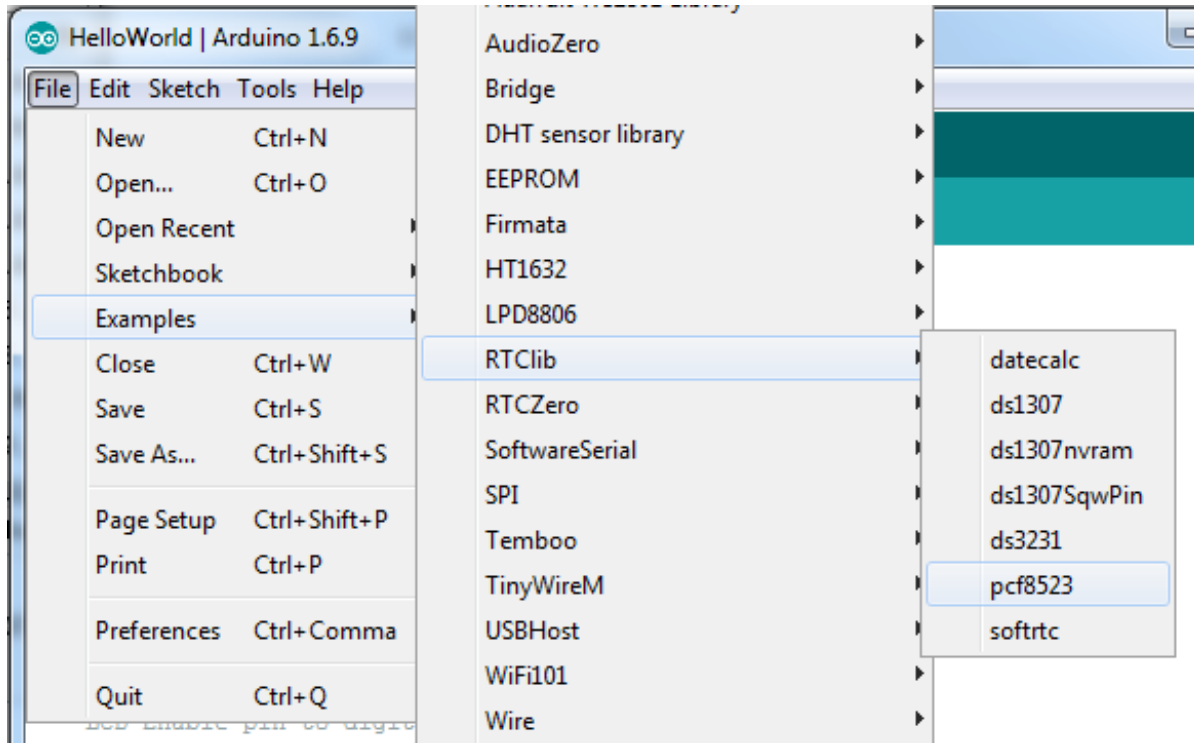 HelloWorld | Arduino 1.6.9
File Edit Sketch Tools Help
New Ctrl+N
Open... Ctrl+O
Open Recent
Sketchbook
Examples
Close Ctrl+W
Save Ctrl+S
Save As... Ctrl+Shift+S
Page Setup Ctrl+Shift+P
Print Ctrl+P
Preferences Ctrl+Comma
Quit Ctrl+Q
Library
AudioZero
Bridge
DHT sensor library
EEPROM
Firmata
HT1632
LPD8806
RTClib
RTCZero
SoftwareSerial
SPI
Temboo
TinyWireM
USBHost
WiFi101
Wire
datecalc
ds1307
ds1307nvram
ds1307SqwPin
ds3231
pcf8523
softrtc